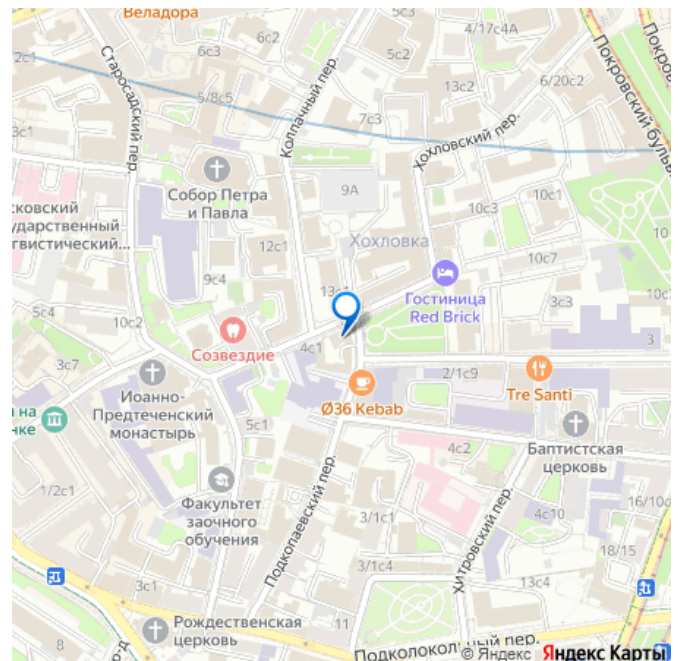 Веладора
5с3
4/17с4А
6с2
6с3
2с1
5/8с5
5с2
Старосадский пер.
Колпачный пер.
13с2
6/20с2
Покровский бульв
7с3
3с1
Хохловский пер.
Собор Петра
и Павла
9А
сковский
ударственный
гвистический...
10с3
10с1
12с1
Хохловка
10с7
9с4
13с1
Гостиница
Red Brick
3с3
10с2
Созвездие
4с1
3с7
2/1с9
Tre Santi
Иоанно-
Предтеченский
монастырь
Ø36 Kebab
и на
нке
5с1
4с2
Баптистская
церковь
1/2с1
Факультет
заочного
обучения
Подкопаевский пер.
Хитровский пер.
16/10с
3/1с1
4с10
18/15
3/1с4
13с4
3с1
Рождественская
церковь
11
8
р-д
Подколокольный пер.
© Яндекс Яндекс Карты